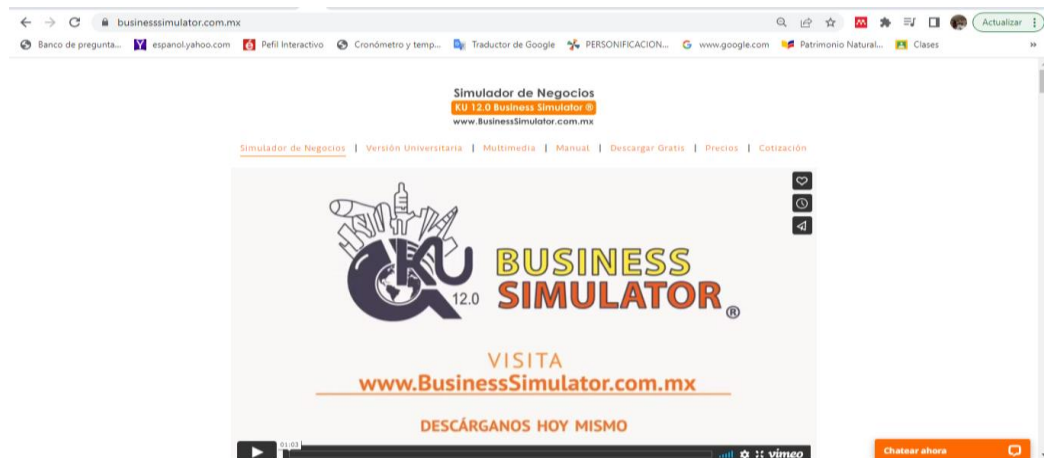 businesssimulator.com.mx
Actualizar
Banco de pregunta... espanol.yahoo.com Pefil Interactivo Cronómetro y temp... Traductor de Google PERSONIFICACION... www.google.com Patrimonio Natural... Clases »
Simulador de Negocios
KU 12.0 Business Simulator ®
www.BusinessSimulator.com.mx
Simulador de Negocios | Versión Universitaria | Multimedia | Manual | Descargar Gratis | Precios | Cotización
KU
12.0
BUSINESS
SIMULATOR®
VISITA
www.BusinessSimulator.com.mx
DESCÁRGANOS HOY MISMO
01:03
vimeo
Chatear ahora